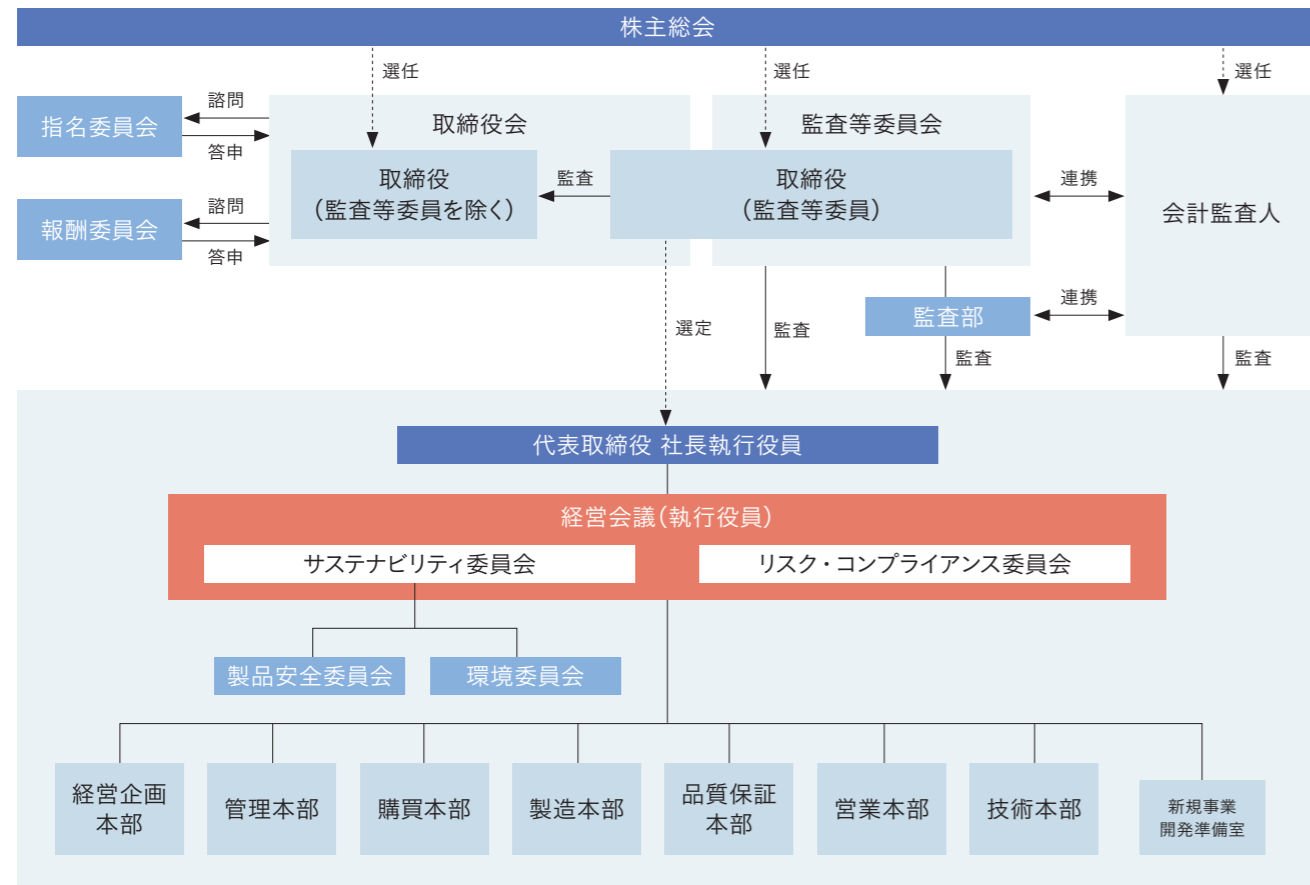 株主総会
選任
選任
選任
指名委員会
諮問
答申
取締役会
監査等委員会
取締役
(監査等委員を除く)
監査
取締役
(監査等委員)
連携
会計監査人
報酬委員会
諮問
答申
選定
監査
監査部
連携
監査
監査
代表取締役 社長執行役員
経営会議(執行役員)
サステナビリティ委員会
リスク・コンプライアンス委員会
製品安全委員会
環境委員会
経営企画
本部
管理本部
購買本部
製造本部
品質保証
本部
営業本部
技術本部
新規事業
開発準備室